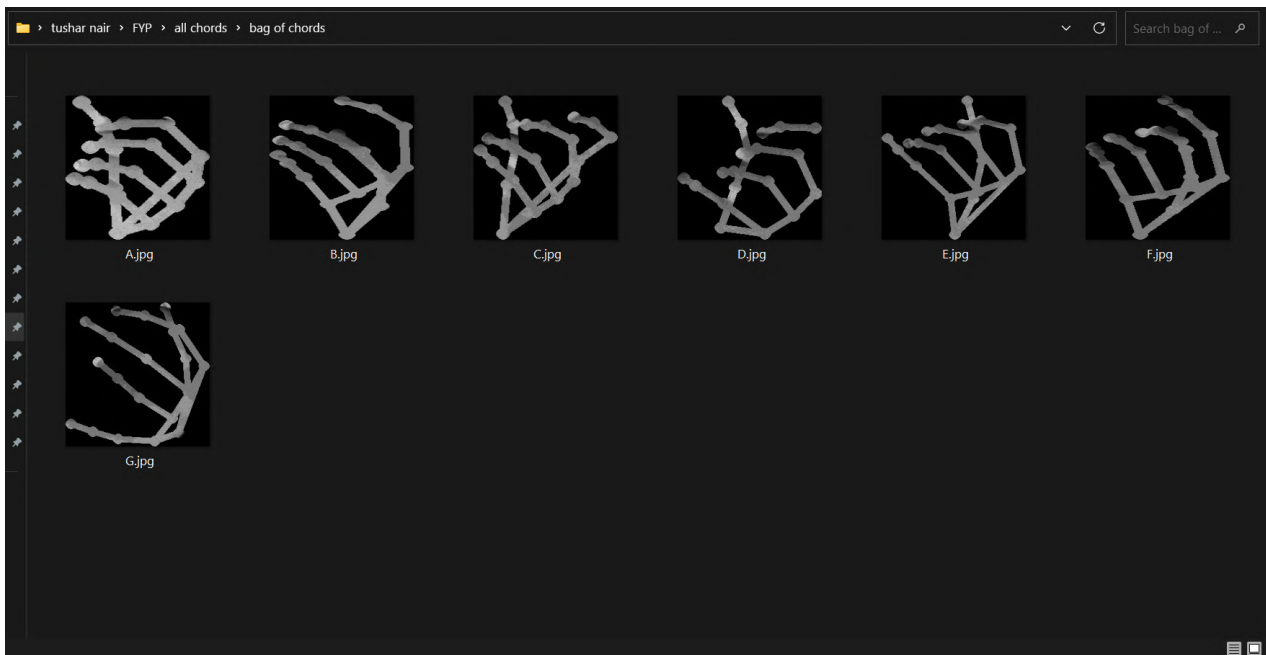 tushar nair > FYP > all chords > bag of chords
Search bag of ...
A.jpg
B.jpg
C.jpg
D.jpg
E.jpg
F.jpg
G.jpg